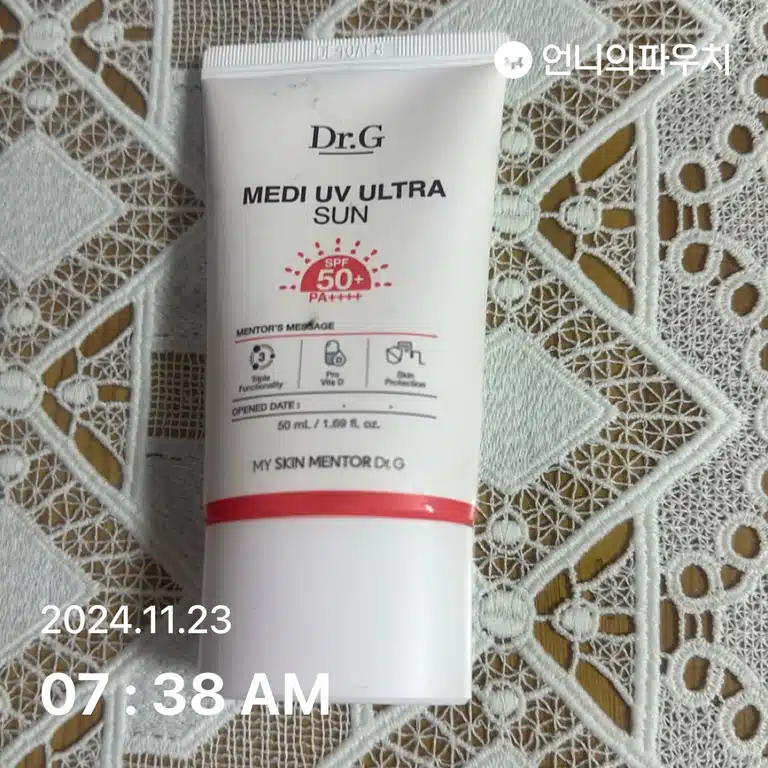 언니의파우치
Dr.G
MEDI UV ULTRA
SUN
SPF
50+
PA++++
MENTOR'S MESSAGE
3
Triple
Functionality
Pro
Vita D
Skin
Protection
OPENED DATE : . .
50 mL / 1.69 fl. oz.
MY SKIN MENTOR Dr.G
2024.11.23
07 : 38 AM